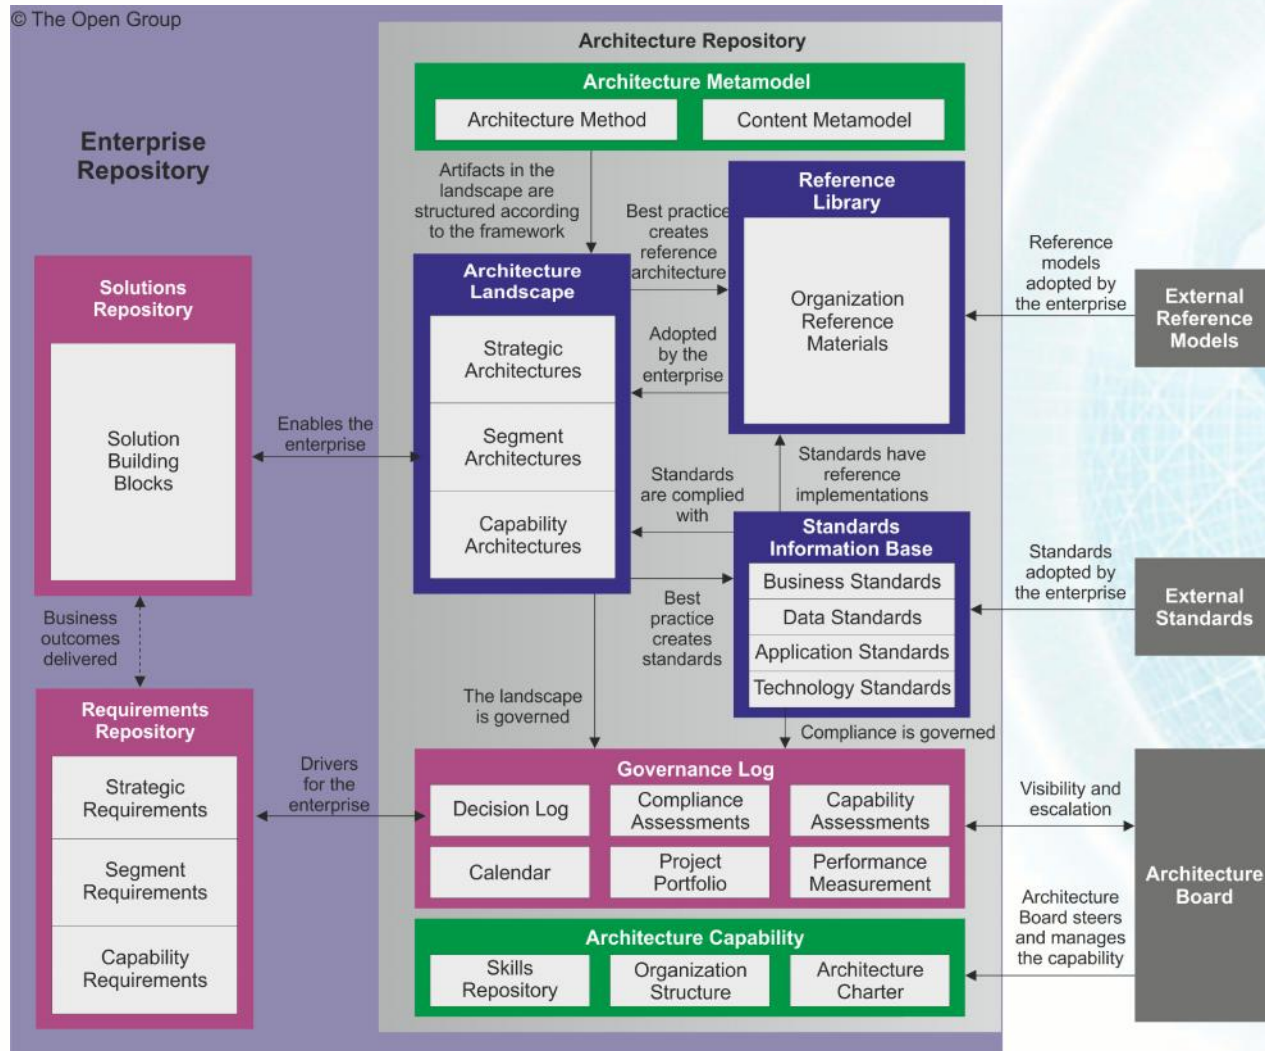 © The Open Group
Architecture Repository
Architecture Metamodel
Architecture Method
Content Metamodel
Enterprise
Repository
Artifacts in the
landscape are
structured according
to the framework
Best practice
creates
reference
architecture
Reference
Library
Organization
Reference
Materials
Reference
models
adopted by
the enterprise
External
Reference
Models
Solutions
Repository
Solution
Building
Blocks
Enables the
enterprise
Architecture
Landscape
Strategic
Architectures
Segment
Architectures
Capability
Architectures
Adopted
by the
enterprise
Standards
are complied
with
Standards have
reference
implementations
Standards
Information Base
Business Standards
Data Standards
Application Standards
Technology Standards
Standards
adopted by
the enterprise
External
Standards
Business
outcomes
delivered
Best
practice
creates
standards
The landscape
is governed
Compliance is governed
Requirements
Repository
Strategic
Requirements
Segment
Requirements
Capability
Requirements
Drivers
for the
enterprise
Governance Log
Decision Log
Compliance
Assessments
Capability
Assessments
Calendar
Project
Portfolio
Performance
Measurement
Visibility and
escalation
Architecture
Board
Architecture
Board steers
and manages
the capability
Architecture Capability
Skills
Repository
Organization
Structure
Architecture
Charter